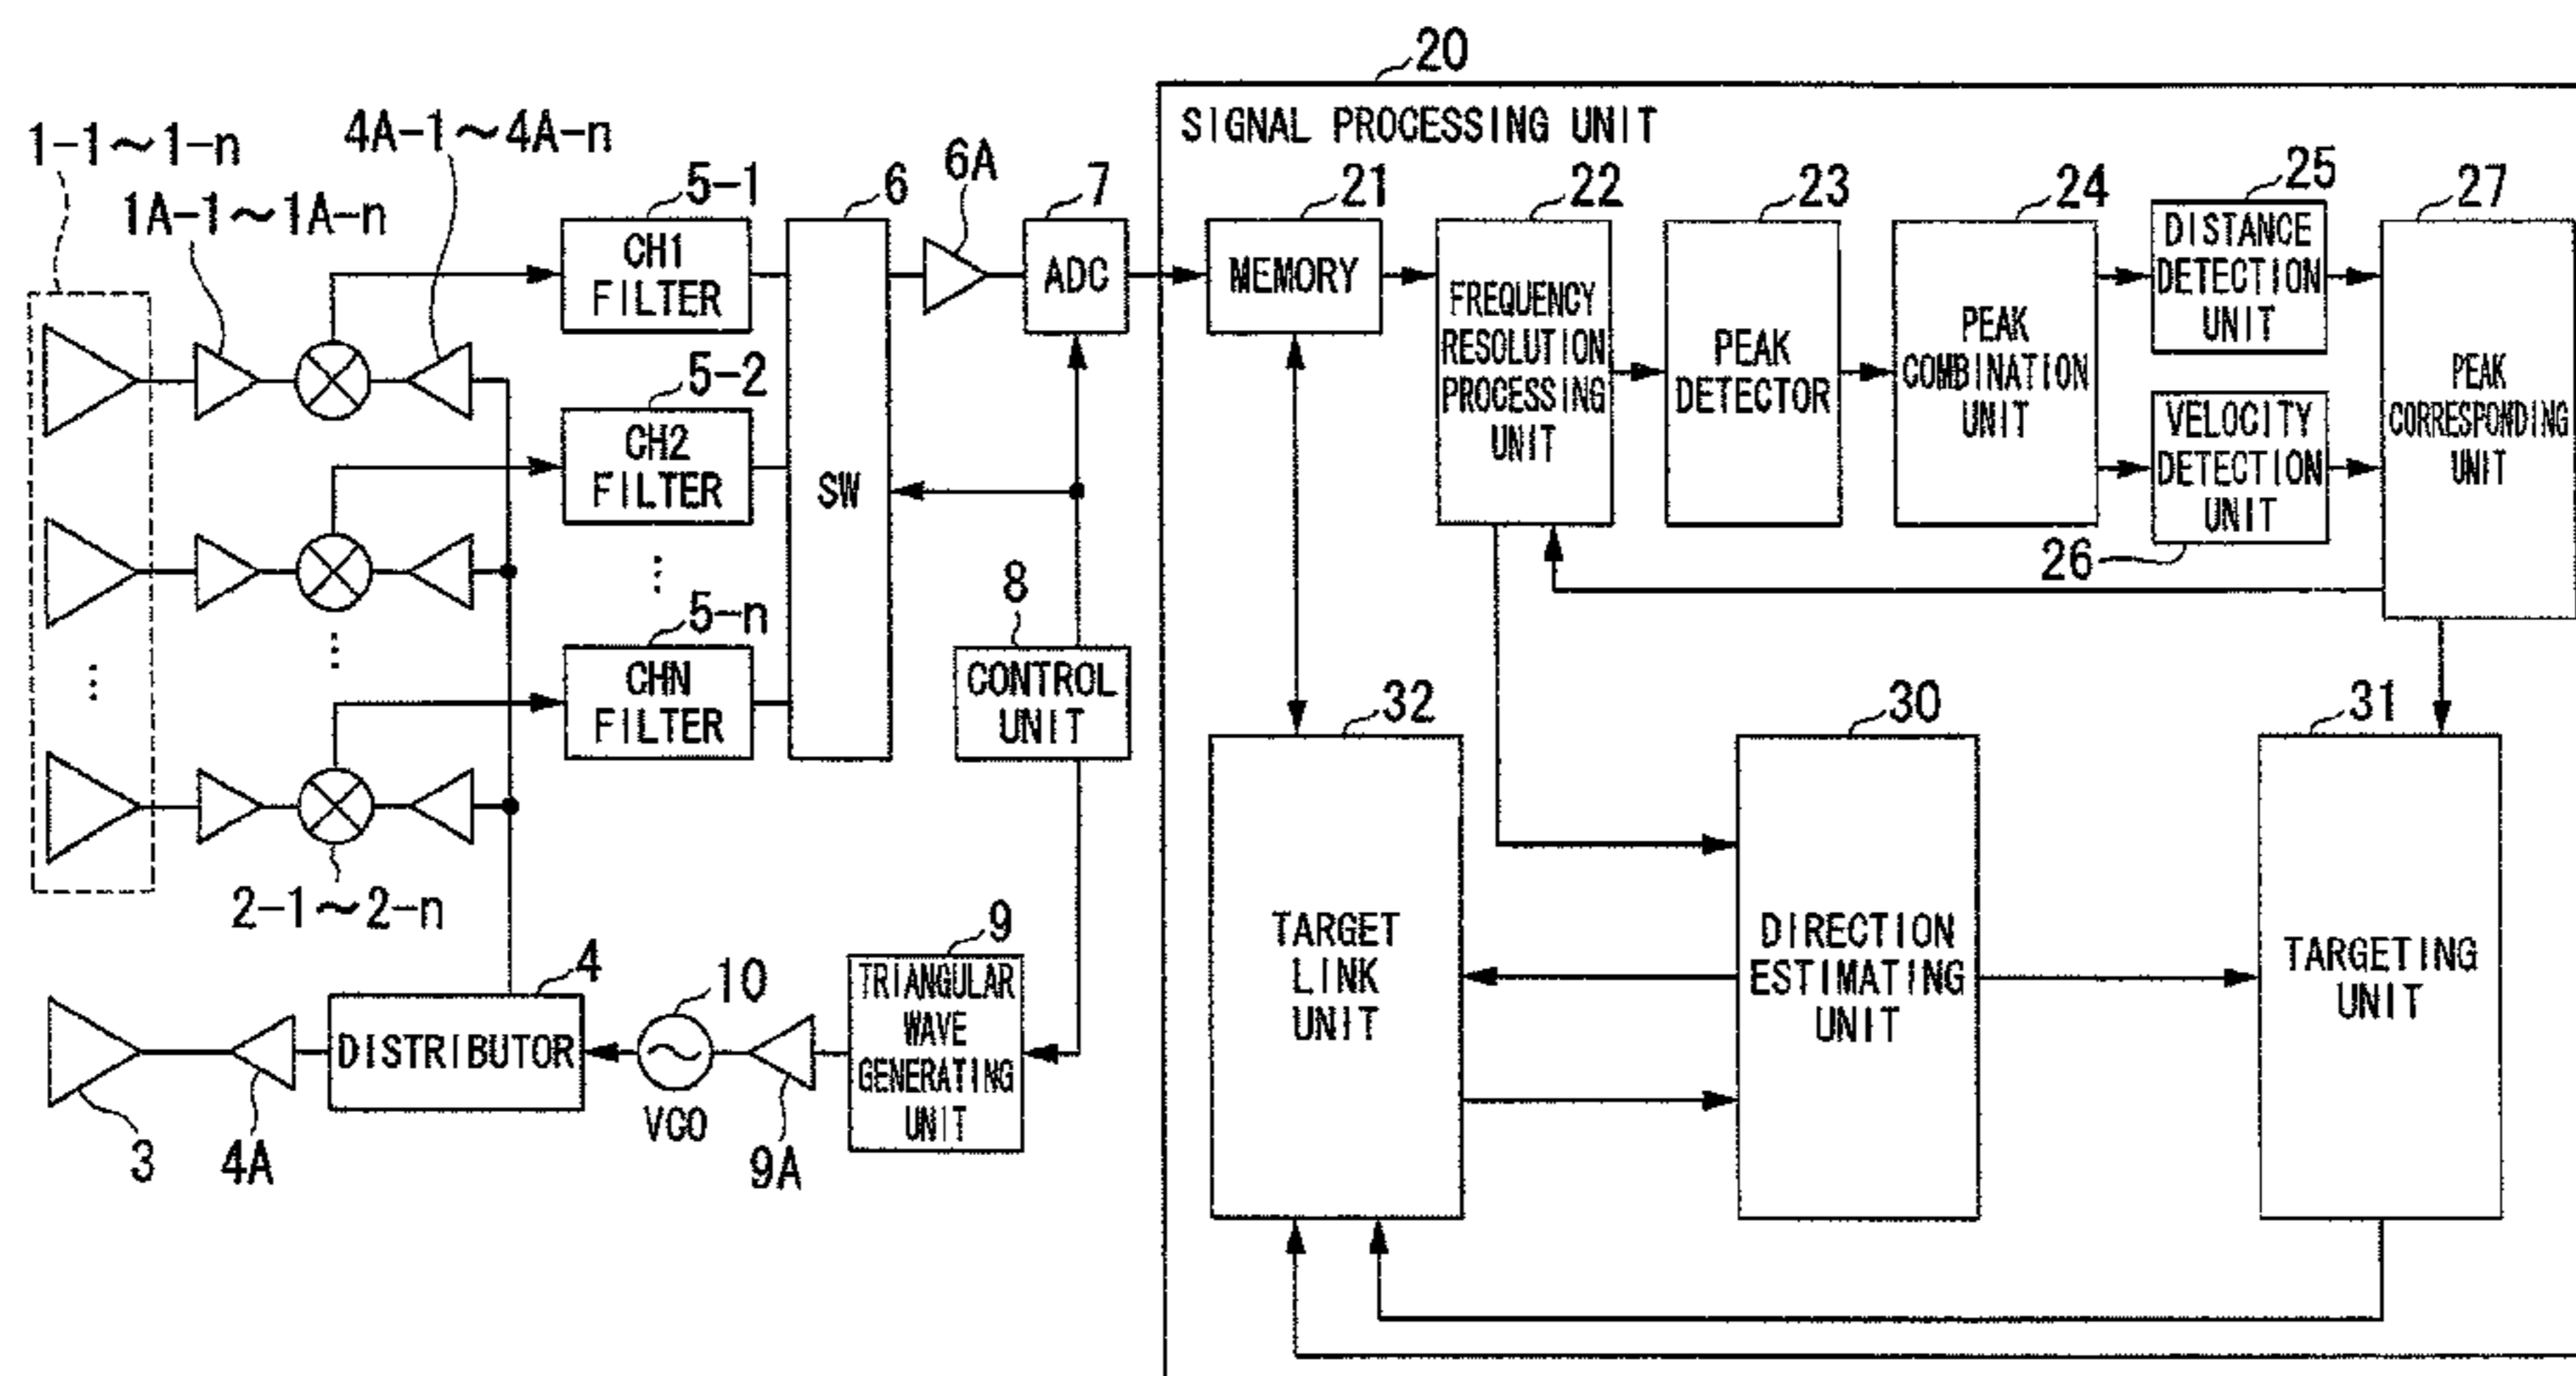 20
SIGNAL PROCESSING UNIT
1-1～1-n
4A-1～4A-n
1A-1～1A-n
5-1
6
6A
7
21
22
23
24
25
27
CH1
FILTER
ADC
MEMORY
FREQUENCY
RESOLUTION
PROCESSING
UNIT
PEAK
DETECTOR
PEAK
COMBINATION
UNIT
DISTANCE
DETECTION
UNIT
PEAK
CORRESPONDING
UNIT
5-2
CH2
FILTER
SW
VELOCITY
DETECTION
UNIT
26
5-n
8
CHN
FILTER
CONTROL
UNIT
32
30
31
2-1～2-n
TARGET
LINK
UNIT
DIRECTION
ESTIMATING
UNIT
TARGETING
UNIT
4
10
9
DISTRIBUTOR
TRIANGULAR
WAVE
GENERATING
UNIT
VCO
3
4A
9A